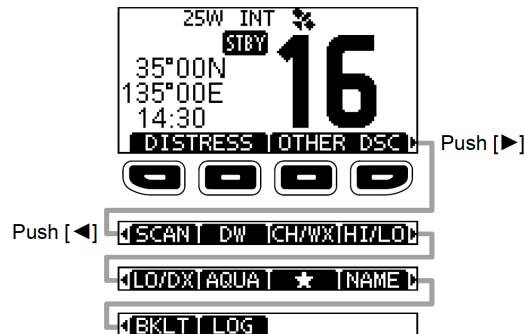 25W INT
STBY
16
35°00N
135°00E
14:30
DISTRESS OTHER DSC
Push [▶]
Push [◀]
SCAN DW CH/WX HI/LO
LO/DX AQUA ★ NAME
BKLT LOG